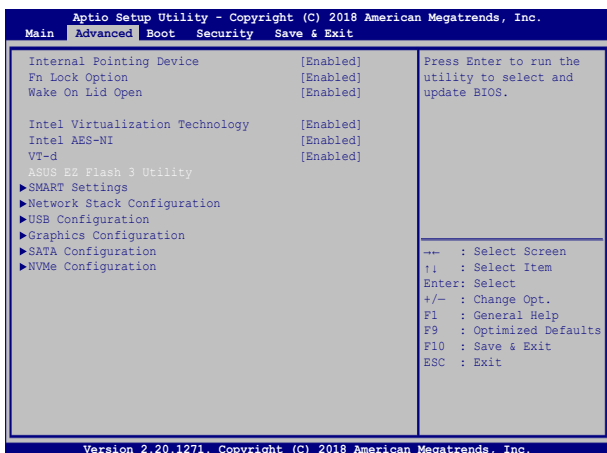 Aptio Setup Utility - Copyright (C) 2018 American Megatrends, Inc.
Main Advanced Boot Security Save & Exit
Internal Pointing Device [Enabled]
Fn Lock Option [Enabled]
Wake On Lid Open [Enabled]
Intel Virtualization Technology [Enabled]
Intel AES-NI [Enabled]
VT-d [Enabled]
ASUS EZ Flash 3 Utility
▶SMART Settings
▶Network Stack Configuration
▶USB Configuration
▶Graphics Configuration
▶SATA Configuration
▶NVMe Configuration
Press Enter to run the
utility to select and
update BIOS.
→← : Select Screen
↑↓ : Select Item
Enter: Select
+/— : Change Opt.
F1 : General Help
F9 : Optimized Defaults
F10 : Save & Exit
ESC : Exit
Version 2.20.1271. Copyright (C) 2018 American Megatrends, Inc.